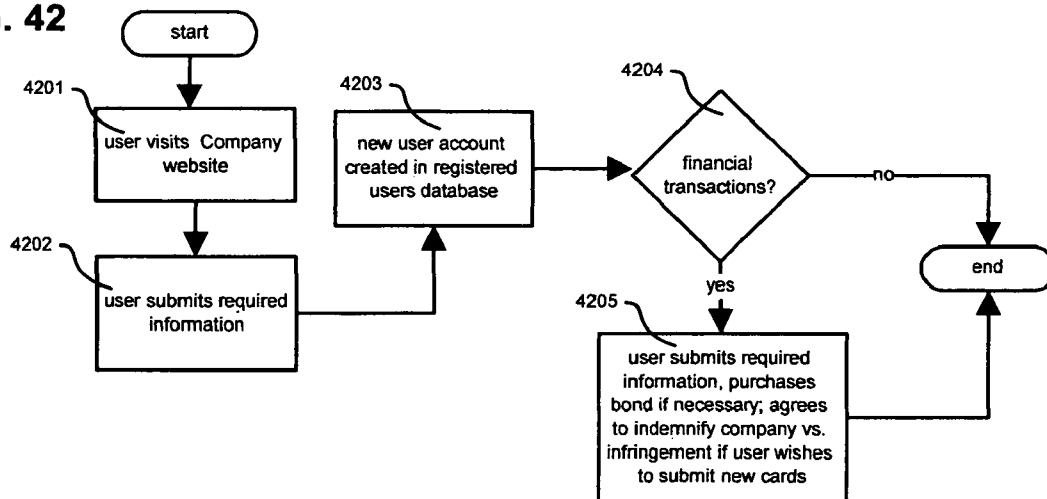 . 42
start
4201
user visits Company
website
4202
user submits required
information
4203
new user account
created in registered
users database
4204
financial
transactions?
no
yes
end
4205
user submits required
information, purchases
bond if necessary; agrees
to indemnify company vs.
infringement if user wishes
to submit new cards